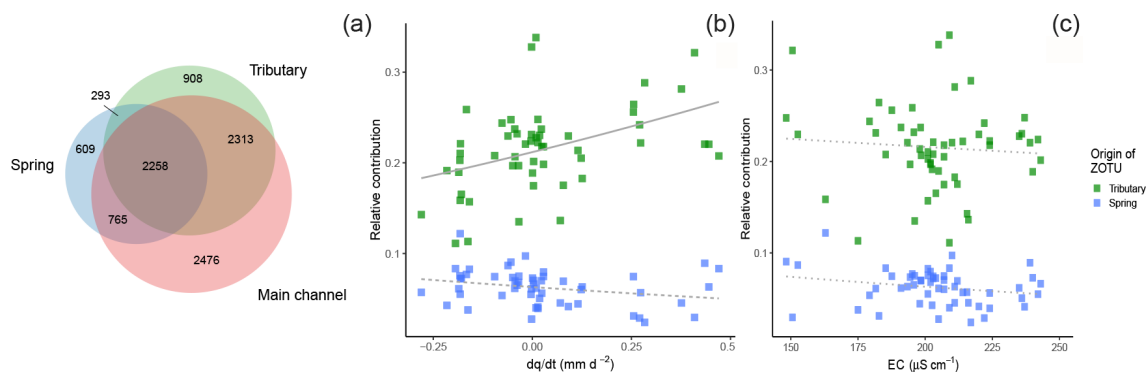 (a)
Tributary
908
293
2313
609
Spring
2258
765
2476
Main channel
(b)
Relative contribution
0.3
0.2
0.1
−0.25
0.00
0.25
0.50
dq/dt (mm d −2)
(c)
Relative contribution
0.3
0.2
0.1
150
175
200
225
250
EC (µS cm−1)
Origin of
ZOTU
Tributary
Spring